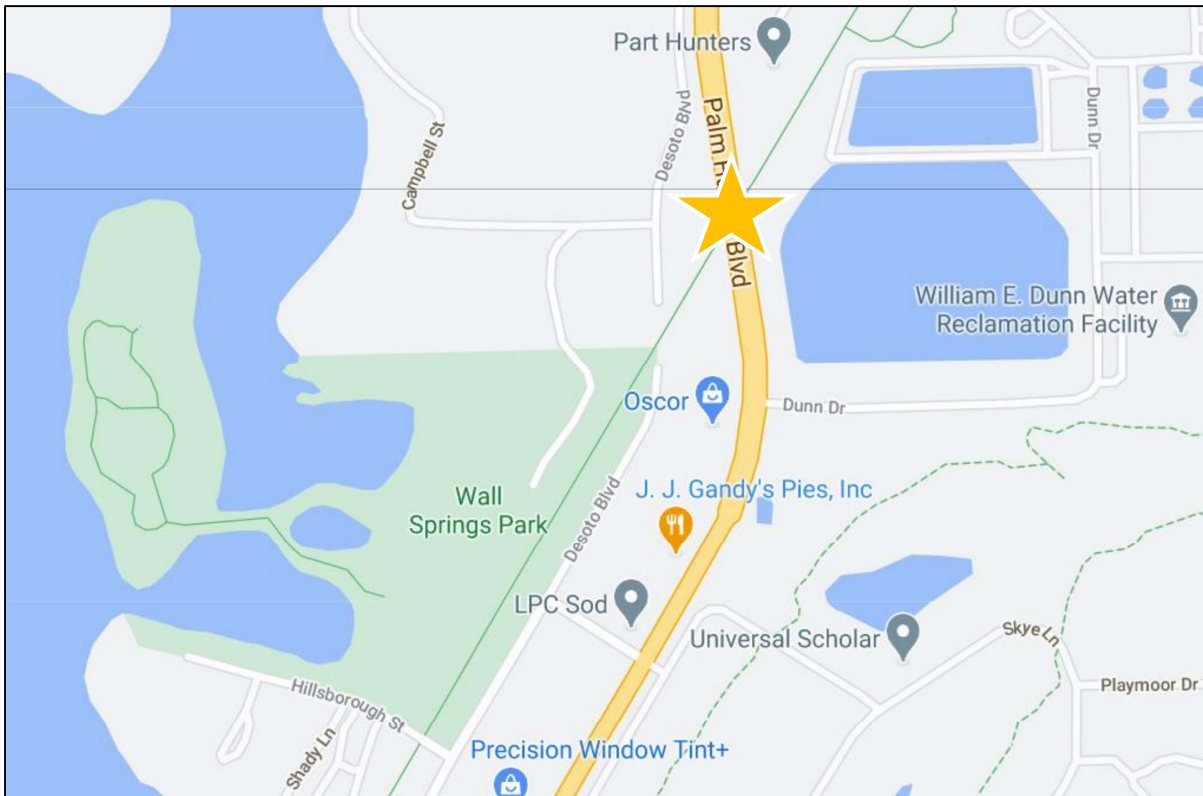 Part Hunters
Palm H
Blvd
Desoto Blvd
Campbell St
Dunn Dr
William E. Dunn Water
Reclamation Facility
Oscor
Dunn Dr
J. J. Gandy's Pies, Inc
Wall
Springs Park
Desoto Blvd
LPC Sod
Universal Scholar
Skye Ln
Playmoor Dr
Hillsborough St
Shady Ln
Precision Window Tint+